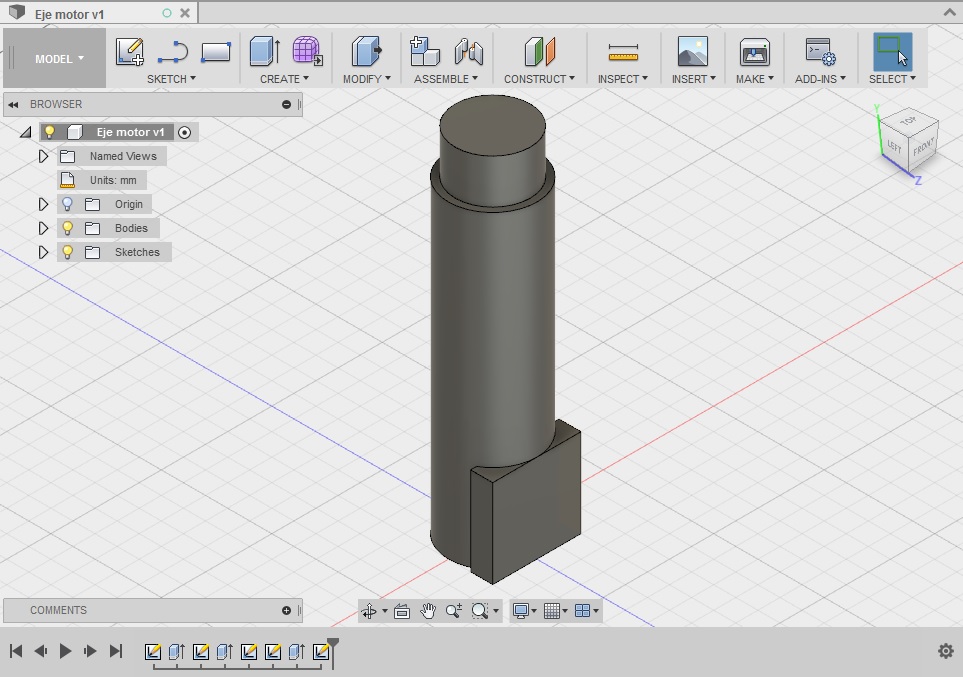 Eje motor v1
MODEL
SKETCH
CREATE
MODIFY
ASSEMBLE
CONSTRUCT
INSPECT
INSERT
MAKE
ADD-INS
SELECT
BROWSER
Eje motor v1
Named Views
Units: mm
Origin
Bodies
Sketches
Y
TOP
LEFT
FRONT
Z
COMMENTS